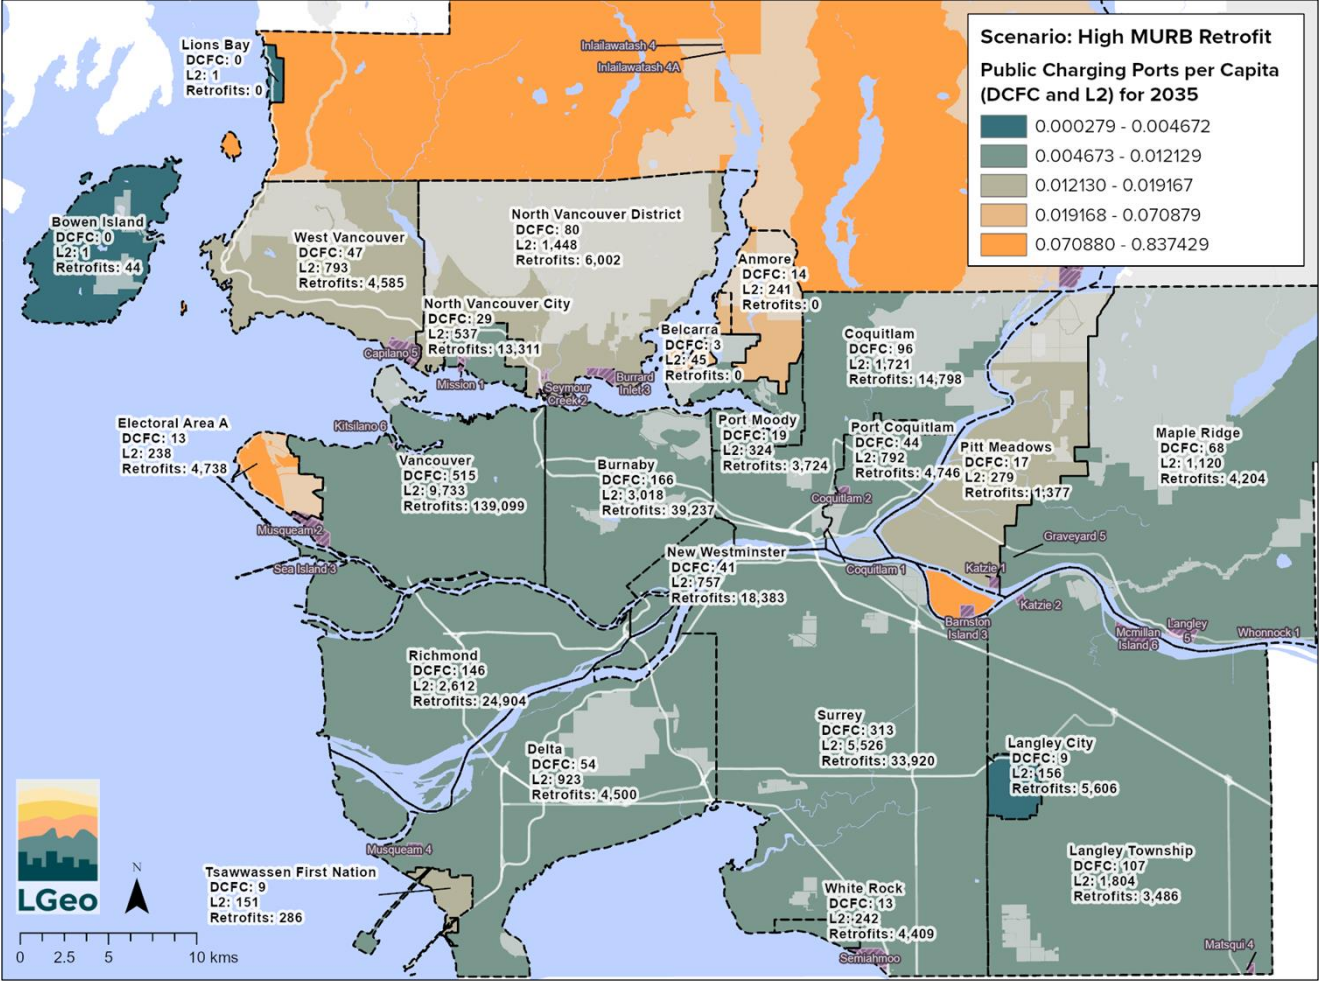 Scenario: High MURB Retrofit
Public Charging Ports per Capita
(DCFC and L2) for 2035
0.000279 - 0.004672
0.004673 - 0.012129
0.012130 - 0.019167
0.019168 - 0.070879
0.070880 - 0.837429
Lions Bay
DCFC: 0
L2: 1
Retrofits: 0
Inlailawatash 4
Inlailawatash 4A
Bowen Island
DCFC: 0
L2: 1
Retrofits: 44
West Vancouver
DCFC: 47
L2: 793
Retrofits: 4,585
North Vancouver District
DCFC: 80
L2: 1,448
Retrofits: 6,002
Anmore
DCFC: 14
L2: 241
Retrofits: 0
North Vancouver City
DCFC: 29
L2: 537
Retrofits: 13,311
Belcarra
DCFC: 3
L2: 45
Retrofits: 0
Coquitlam
DCFC: 96
L2: 1,721
Retrofits: 14,798
Capilano 5
Mission 1
Seymour
Creek 2
Burrard
Inlet 3
Electoral Area A
DCFC: 13
L2: 238
Retrofits: 4,738
Kitsilano 6
Vancouver
DCFC: 515
L2: 9,733
Retrofits: 139,099
Burnaby
DCFC: 166
L2: 3,018
Retrofits: 39,237
Port Moody
DCFC: 19
L2: 324
Retrofits: 3,724
Port Coquitlam
DCFC: 44
L2: 792
Retrofits: 4,746
Pitt Meadows
DCFC: 17
L2: 279
Retrofits: 1,377
Maple Ridge
DCFC: 68
L2: 1,120
Retrofits: 4,204
Coquitlam 2
Musqueam 2
Sea Island 3
New Westminster
DCFC: 41
L2: 757
Retrofits: 18,383
Coquitlam 1
Graveyard 5
Katzie 1
Katzie 2
Barnston
Island 3
Mcmillan
Island 6
Langley
5
Whonnock 1
Richmond
DCFC: 146
L2: 2,612
Retrofits: 24,904
Delta
DCFC: 54
L2: 923
Retrofits: 4,500
Surrey
DCFC: 313
L2: 5,526
Retrofits: 33,920
Langley City
DCFC: 9
L2: 156
Retrofits: 5,606
Musqueam 4
Tsawwassen First Nation
DCFC: 9
L2: 151
Retrofits: 286
White Rock
DCFC: 13
L2: 242
Retrofits: 4,409
Langley Township
DCFC: 107
L2: 1,804
Retrofits: 3,486
Semiahmoo
Matsqui 4
LGeo
N
0 2.5 5 10 kms